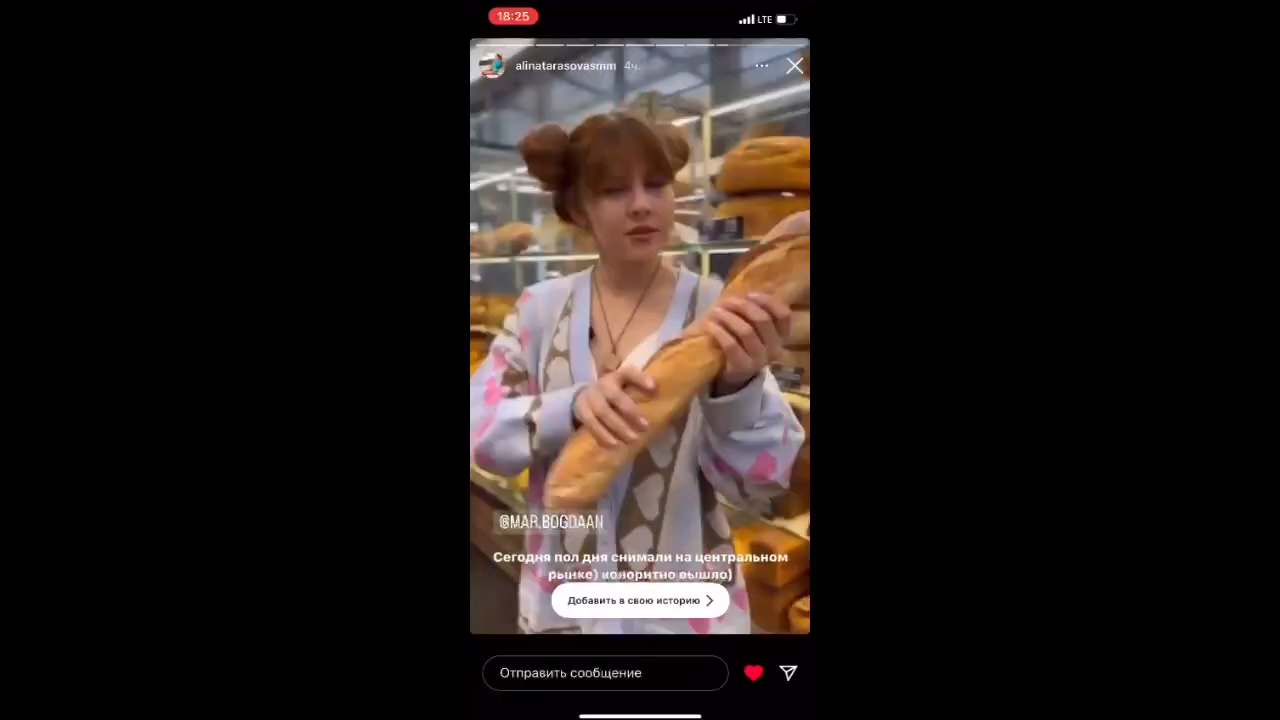 18:25
LTE
alinatarasovasmm 4ч.
@MAR.BOGDAAN
Сегодня пол дня снимали на центральном
рынке) колоритно вышло)
Добавить в свою историю
Отправить сообщение